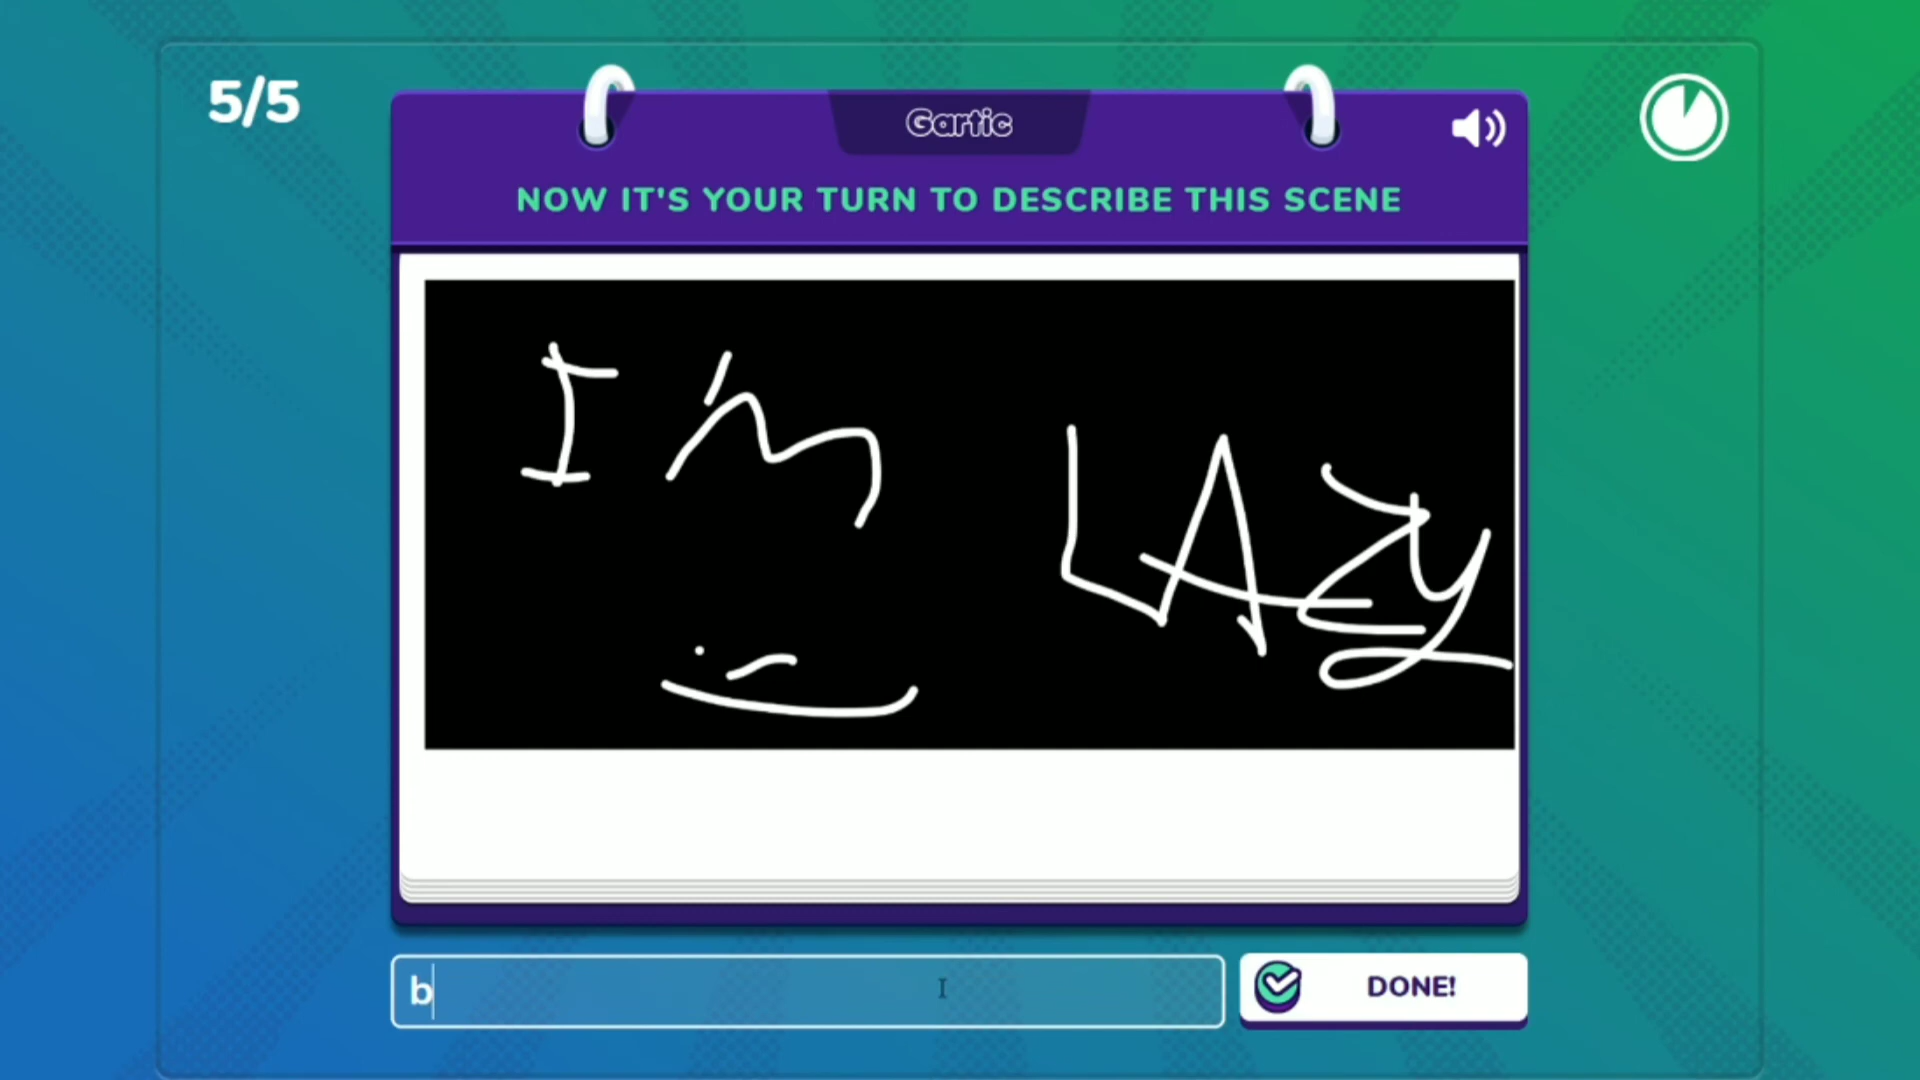 5/5
Gartic
NOW IT'S YOUR TURN TO DESCRIBE THIS SCENE
I'm LAZy
b
DONE!